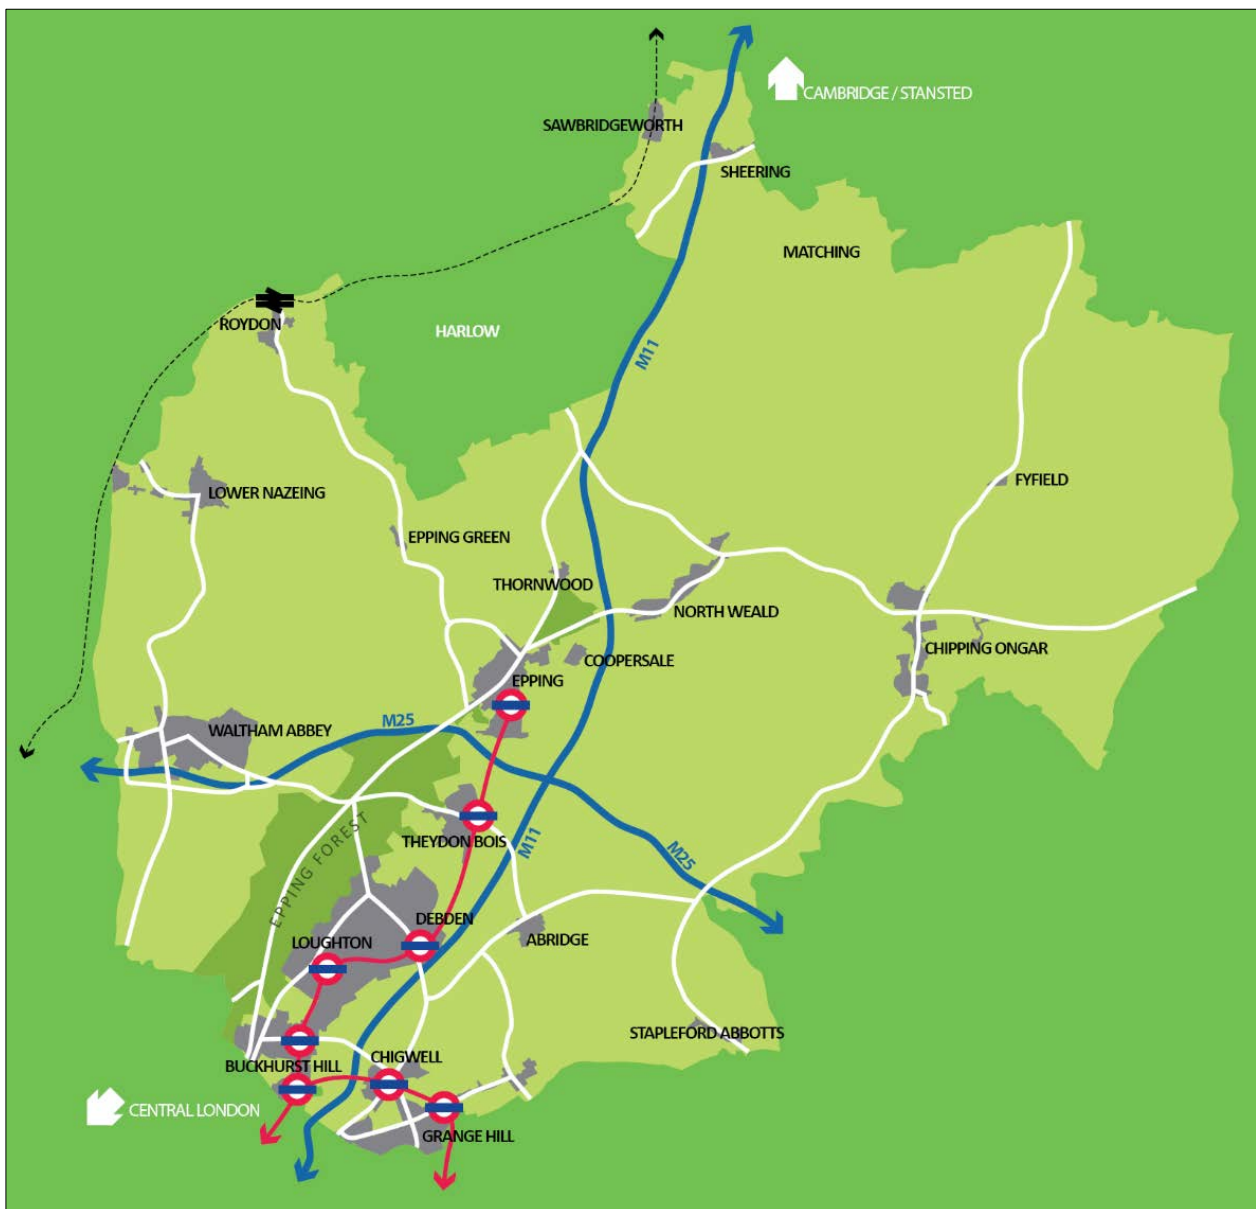 CAMBRIDGE / STANSTED
SAWBRIDGEWORTH
SHEERING
MATCHING
ROYDON
HARLOW
M11
LOWER NAZEING
FYFIELD
EPPING GREEN
THORNWOOD
NORTH WEALD
COOPERSALE
CHIPPING ONGAR
EPPING
M25
WALTHAM ABBEY
THEYDON BOIS
M11
M25
EPPING FOREST
DEBDEN
LOUGHTON
ABRIDGE
STAPLEFORD ABBOTTS
CHIGWELL
BUCKHURST HILL
CENTRAL LONDON
GRANGE HILL